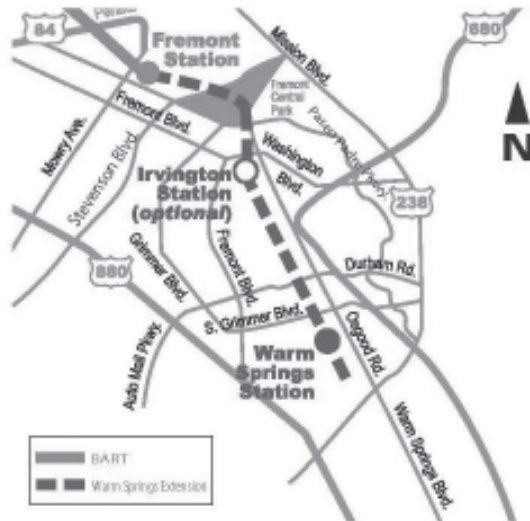 84
Fremont
Station
Mission Blvd.
680
Fremont
Central
Park
Fremont Blvd.
Mowry Ave.
Stevenson Blvd.
Washington
Blvd.
N
Irvington
Station
(optional)
238
880
Grimmer Blvd.
Fremont Blvd.
Durham Rd.
S. Grimmer Blvd.
Auto Mall Pkwy.
Warm
Springs
Station
Osgood Rd.
Warm Springs Blvd.
BART
Warm Springs Extension